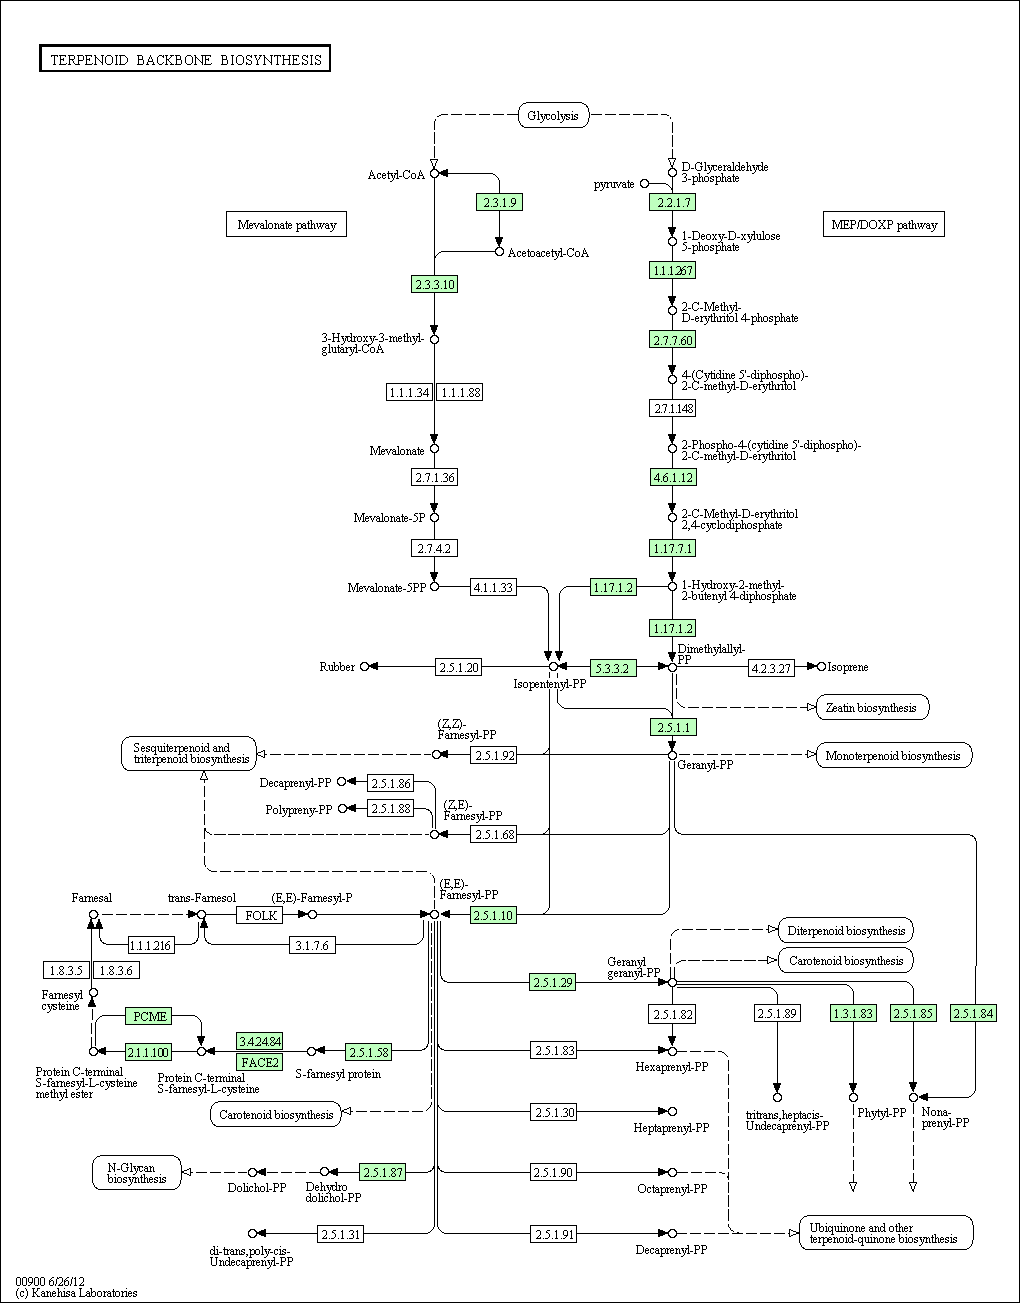 TERPENOID BACKBONE BIOSYNTHESIS
Glycolysis
Acetyl-CoA
D-Glyceraldehyde
3-phosphate
pyruvate
2.3.1.9
2.2.1.7
Mevalonate pathway
MEP/DOXP pathway
1-Deoxy-D-xylulose
5-phosphate
Acetoacetyl-CoA
1.1.1.267
2.3.3.10
2-C-Methyl-
D-erythritol 4-phosphate
3-Hydroxy-3-methyl-
glutaryl-CoA
2.7.7.60
4-(Cytidine 5'-diphospho)-
2-C-methyl-D-erythritol
1.1.1.34
1.1.1.88
2.7.1.148
Mevalonate
2-Phospho-4-(cytidine 5'-diphospho)-
2-C-methyl-D-erythritol
2.7.1.36
4.6.1.12
Mevalonate-5P
2-C-Methyl-D-erythritol
2,4-cyclodiphosphate
2.7.4.2
1.17.7.1
Mevalonate-5PP
4.1.1.33
1.17.1.2
1-Hydroxy-2-methyl-
2-butenyl 4-diphosphate
1.17.1.2
Dimethylallyl-
PP
Rubber
2.5.1.20
5.3.3.2
4.2.3.27
Isoprene
Isopentenyl-PP
Zeatin biosynthesis
(Z,Z)-
Farnesyl-PP
2.5.1.1
Sesquiterpenoid and
triterpenoid biosynthesis
2.5.1.92
Geranyl-PP
Monoterpenoid biosynthesis
Decaprenyl-PP
2.5.1.86
Polypreny-PP
2.5.1.88
(Z,E)-
Farnesyl-PP
2.5.1.68
(E,E)-
Farnesyl-PP
Farnesal
trans-Farnesol
(E,E)-Farnesyl-P
FOLK
2.5.1.10
1.1.1.216
3.1.7.6
Diterpenoid biosynthesis
Carotenoid biosynthesis
1.8.3.5
1.8.3.6
Geranyl
geranyl-PP
2.5.1.29
Farnesyl
cysteine
PCME
2.5.1.82
2.5.1.89
1.3.1.83
2.5.1.85
2.5.1.84
3.4.24.84
2.1.1.100
FACE2
2.5.1.58
2.5.1.83
Protein C-terminal
S-farnesyl-L-cysteine
methyl ester
Protein C-terminal
S-farnesyl-L-cysteine
S-farnesyl protein
Hexaprenyl-PP
Carotenoid biosynthesis
2.5.1.30
Heptaprenyl-PP
tritrans,heptacis-
Undecaprenyl-PP
Phytyl-PP
Nona-
prenyl-PP
N-Glycan
biosynthesis
Dolichol-PP
Dehydro
dolichol-PP
2.5.1.87
2.5.1.90
Octaprenyl-PP
2.5.1.31
2.5.1.91
Decaprenyl-PP
di-trans,poly-cis-
Undecaprenyl-PP
Ubiquinone and other
terpenoid-quinone biosynthesis
00900 6/26/12
(c) Kanehisa Laboratories